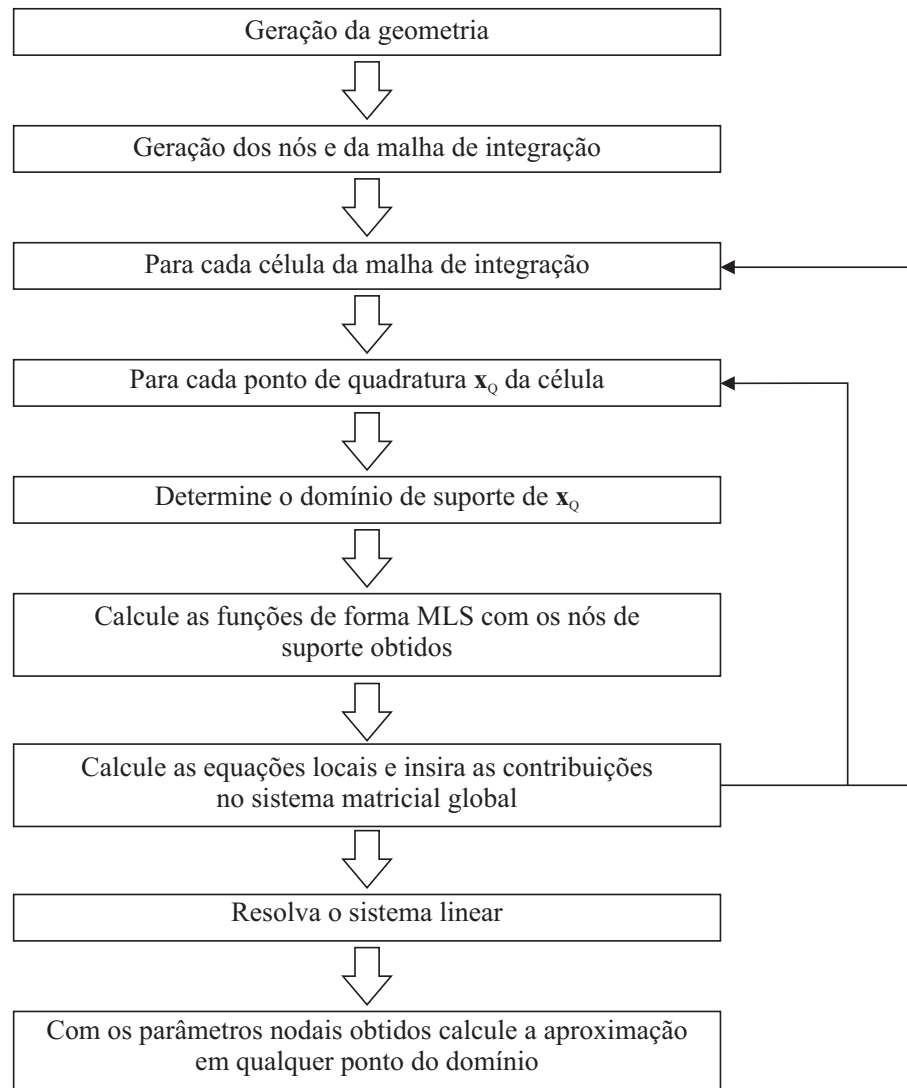 Geração da geometria
Geração dos nós e da malha de integração
Para cada célula da malha de integração
Para cada ponto de quadratura x_Q da célula
Determine o domínio de suporte de x_Q
Calcule as funções de forma MLS com os nós de
suporte obtidos
Calcule as equações locais e insira as contribuições
no sistema matricial global
Resolva o sistema linear
Com os parâmetros nodais obtidos calcule a aproximação
em qualquer ponto do domínio